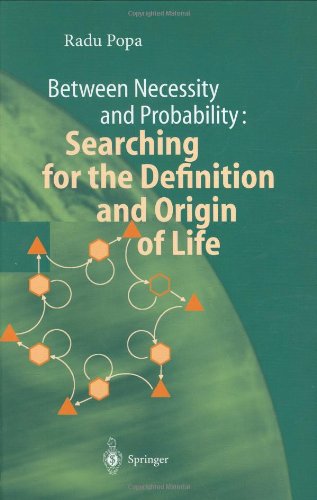 Radu Popa
Between Necessity
and Probability:
Searching
for the Definition
and Origin
of Life
Springer